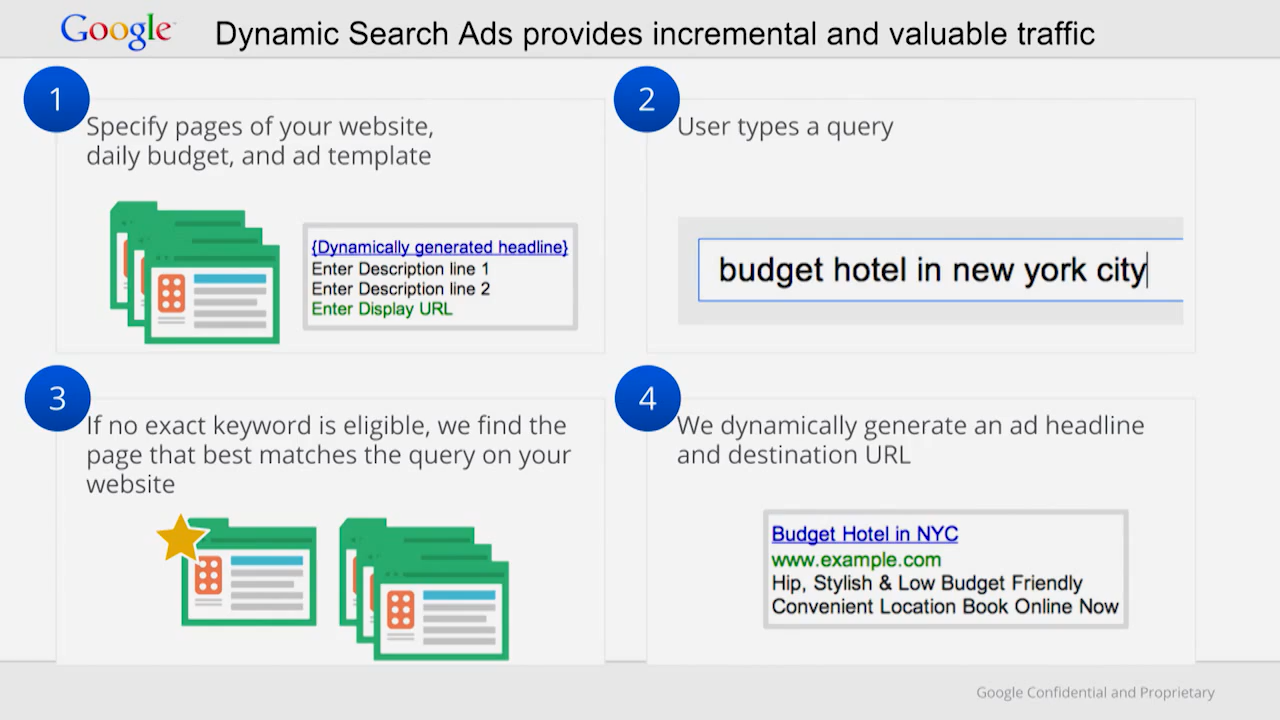 Google
Dynamic Search Ads provides incremental and valuable traffic
1
Specify pages of your website,
daily budget, and ad template
{Dynamically generated headline}
Enter Description line 1
Enter Description line 2
Enter Display URL
2
User types a query
budget hotel in new york city
3
If no exact keyword is eligible, we find the
page that best matches the query on your
website
4
We dynamically generate an ad headline
and destination URL
Budget Hotel in NYC
www.example.com
Hip, Stylish & Low Budget Friendly
Convenient Location Book Online Now
Google Confidential and Proprietary